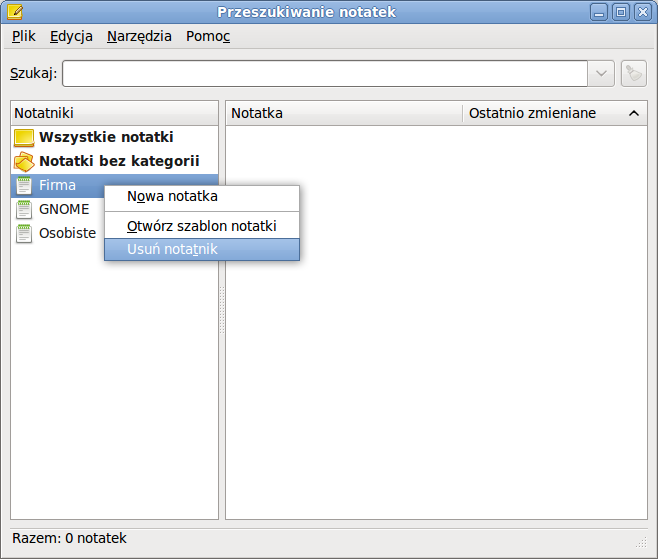 Przeszukiwanie notatek
Plik Edycja Narzędzia Pomoc
Szukaj:
Notatniki Notatka Ostatnio zmieniane
Wszystkie notatki
Notatki bez kategorii
Firma
Nowa notatka
GNOME
Otwórz szablon notatki
Osobiste
Usuń notatnik
Razem: 0 notatek